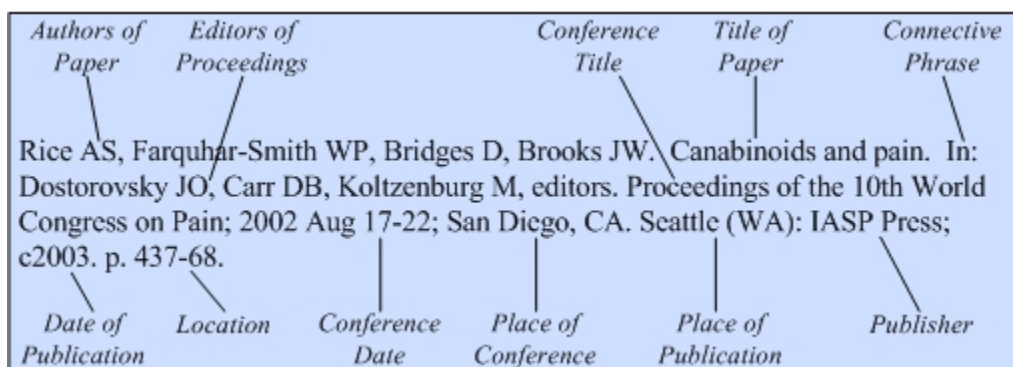 Authors of Editors of Conference Title of Connective
Paper Proceedings Title Paper Phrase
Rice AS, Farquhar-Smith WP, Bridges D, Brooks JW. Canabinoids and pain. In:
Dostorovsky JO, Carr DB, Koltzenburg M, editors. Proceedings of the 10th World
Congress on Pain; 2002 Aug 17-22; San Diego, CA. Seattle (WA): IASP Press;
c2003. p. 437-68.
Date of Location Conference Place of Place of Publisher
Publication Date Conference Publication